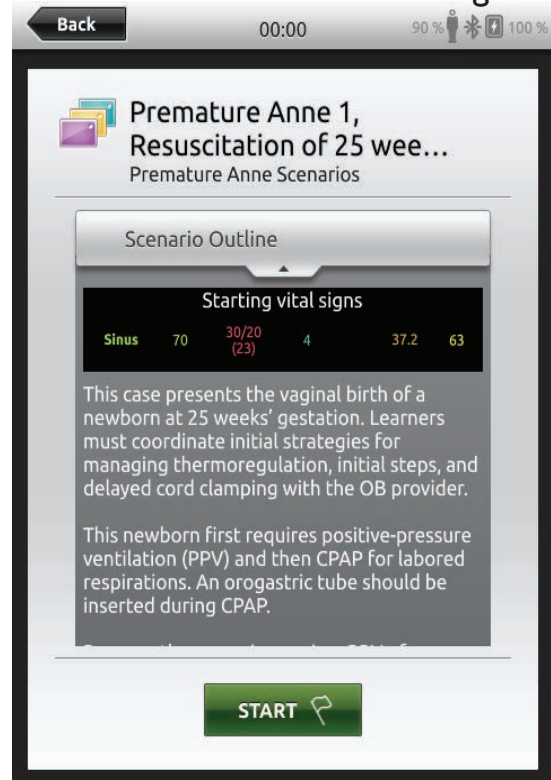 Back 00:00 90 % 100 %
Premature Anne 1,
Resuscitation of 25 wee...
Premature Anne Scenarios
Scenario Outline
Starting vital signs
Sinus 70 30/20 4 37.2 63
(23)
This case presents the vaginal birth of a
newborn at 25 weeks’ gestation. Learners
must coordinate initial strategies for
managing thermoregulation, initial steps, and
delayed cord clamping with the OB provider.
This newborn first requires positive-pressure
ventilation (PPV) and then CPAP for labored
respirations. An orogastric tube should be
inserted during CPAP.
START